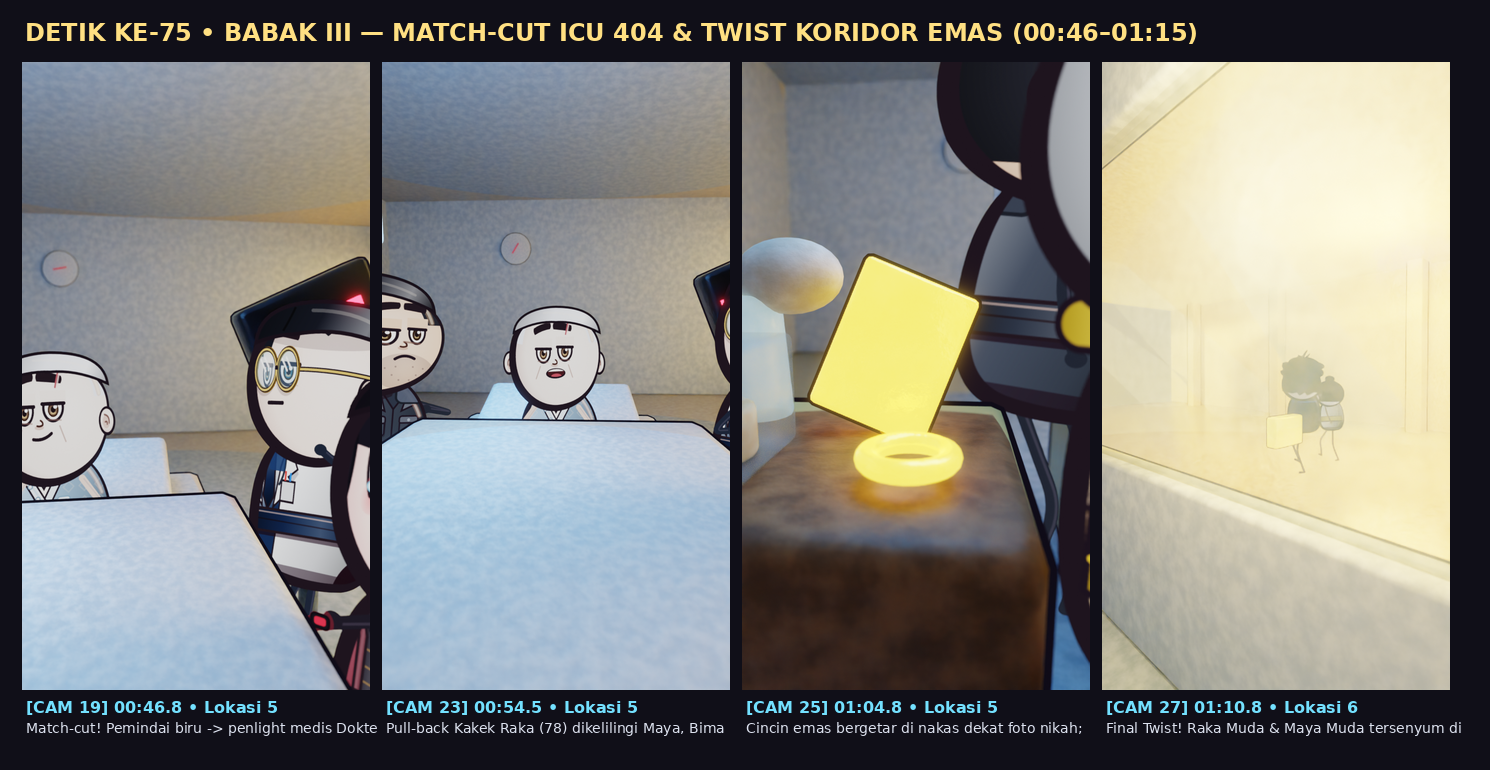 DETIK KE-75 • BABAK III — MATCH-CUT ICU 404 & TWIST KORIDOR EMAS (00:46–01:15)
[CAM 19] 00:46.8 • Lokasi 5
Match-cut! Pemindai biru -> penlight medis Dokte
[CAM 23] 00:54.5 • Lokasi 5
Pull-back Kakek Raka (78) dikelilingi Maya, Bima
[CAM 25] 01:04.8 • Lokasi 5
Cincin emas bergetar di nakas dekat foto nikah;
[CAM 27] 01:10.8 • Lokasi 6
Final Twist! Raka Muda & Maya Muda tersenyum di